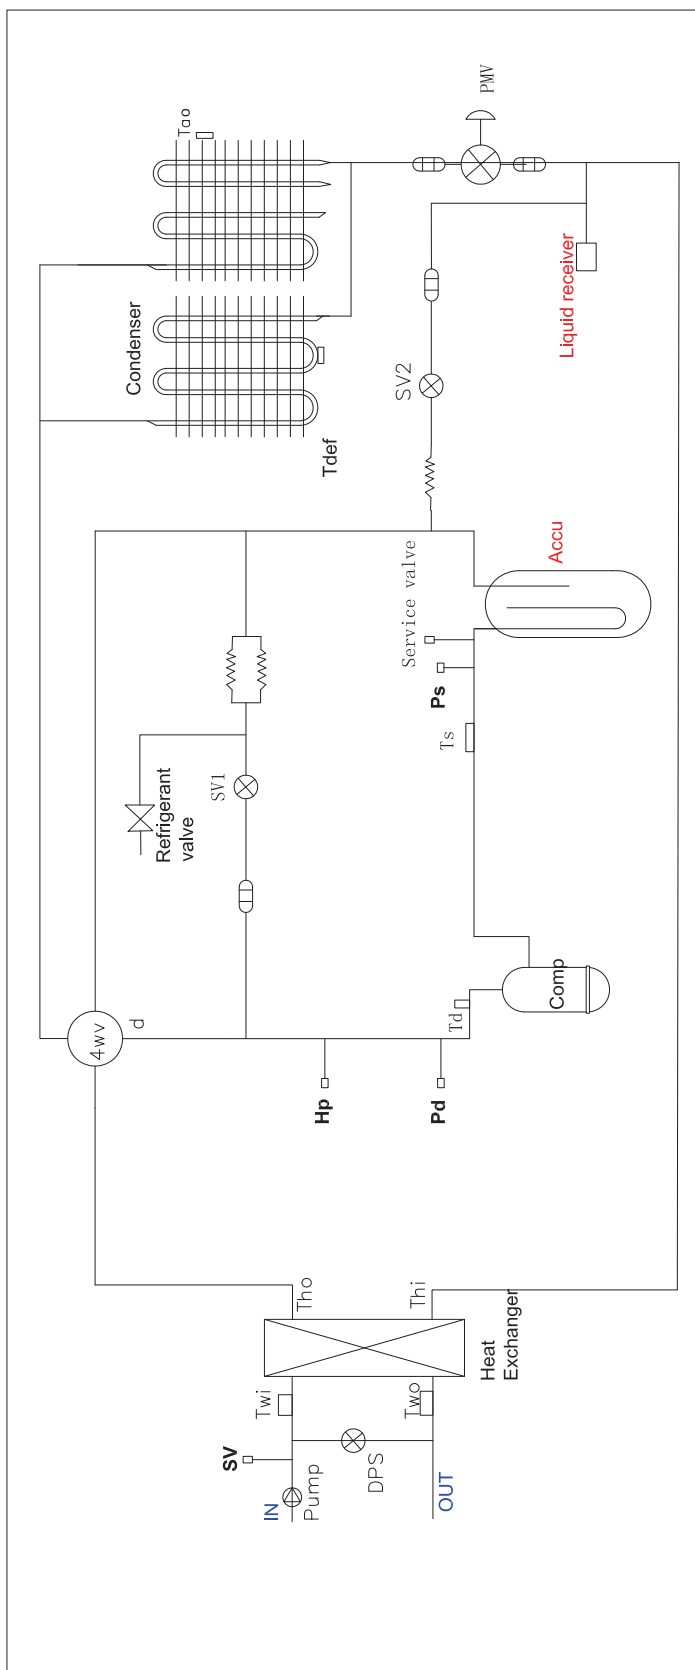 Tao
PMV
Condenser
Tdef
SV2
Liquid receiver
Accu
Service valve
Ps
Ts
SV1
Refrigerant
valve
4wv
d
Comp
Td
Hp
Pd
Tho
Thi
Heat
Exchanger
Twi
Two
SV
DPS
IN
Pump
OUT